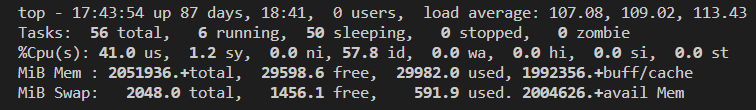 top - 17:43:54 up 87 days, 18:41,  0 users,  load average: 107.08, 109.02, 113.43
Tasks:  56 total,   6 running,  50 sleeping,   0 stopped,   0 zombie
%Cpu(s): 41.0 us,  1.2 sy,  0.0 ni, 57.8 id,  0.0 wa,  0.0 hi,  0.0 si,  0.0 st
MiB Mem : 2051936.+total,  29598.6 free,  29982.0 used, 1992356.+buff/cache
MiB Swap:   2048.0 total,   1456.1 free,    591.9 used. 2004626.+avail Mem